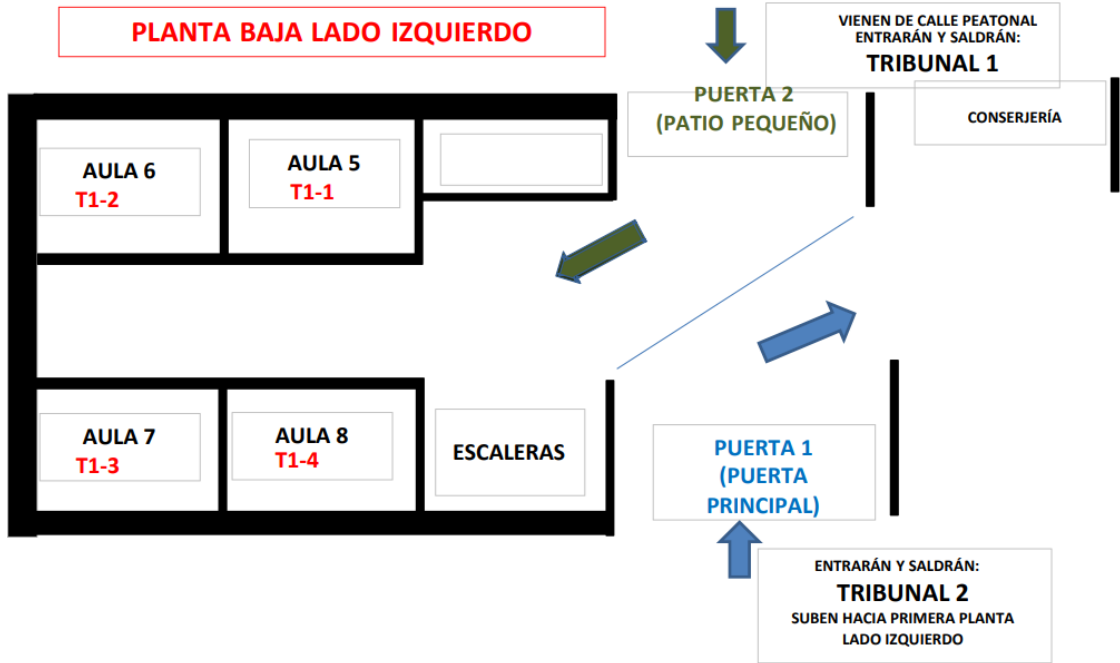 PLANTA BAJA LADO IZQUIERDO
VIENEN DE CALLE PEATONAL
ENTRARÁN Y SALDRÁN:
TRIBUNAL 1
PUERTA 2
(PATIO PEQUEÑO)
CONSERJERÍA
AULA 6
T1-2
AULA 5
T1-1
AULA 7
T1-3
AULA 8
T1-4
ESCALERAS
PUERTA 1
(PUERTA
PRINCIPAL)
ENTRARÁN Y SALDRÁN:
TRIBUNAL 2
SUBEN HACIA PRIMERA PLANTA
LADO IZQUIERDO